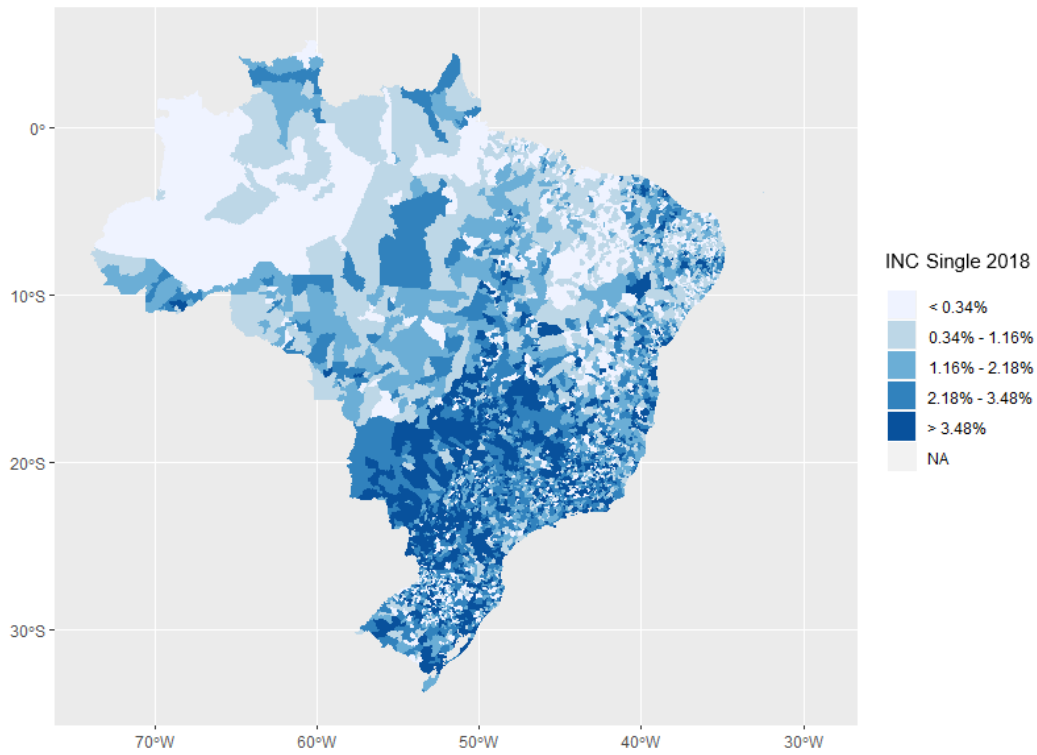 INC Single 2018
< 0.34%
0.34% - 1.16%
1.16% - 2.18%
2.18% - 3.48%
> 3.48%
NA
0°
10°S
20°S
30°S
70°W
60°W
50°W
40°W
30°W